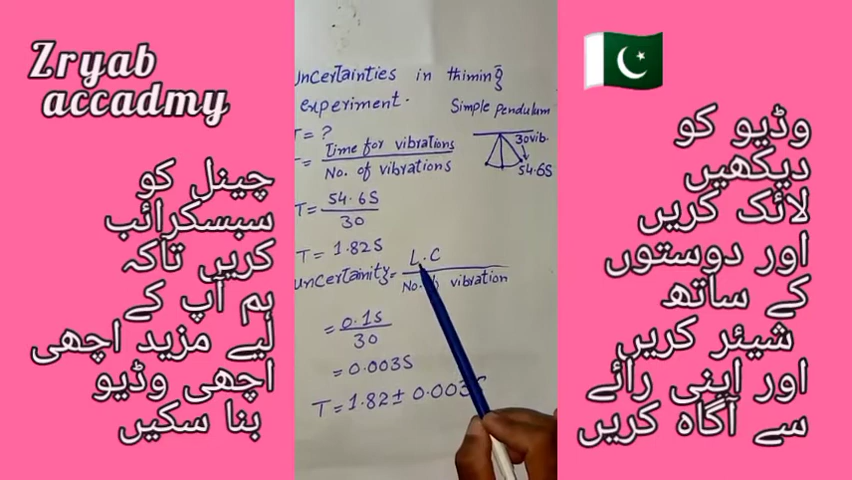 Zryab
accadmy
چینل کو
سبسکرائب
کریں تاکہ
ہم آپ کے
لیے مزید اچھی
اچھی وڈیو
بنا سکیں
uncertainties in thiming
experiment.
Simple pendulum
T = ?
T = Time for vibrations
No. of vibrations
30vib.
54.6S
T = 54.6S
30
T = 1.82S
uncertainity = L.C
No. of vibration
= 0.1s
30
= 0.003S
T = 1.82 ± 0.003S
وڈیو کو
دیکھیں
لائک کریں
اور دوستوں
کے ساتھ
شیئر کریں
اور اپنی رائے
سے آگاہ کریں